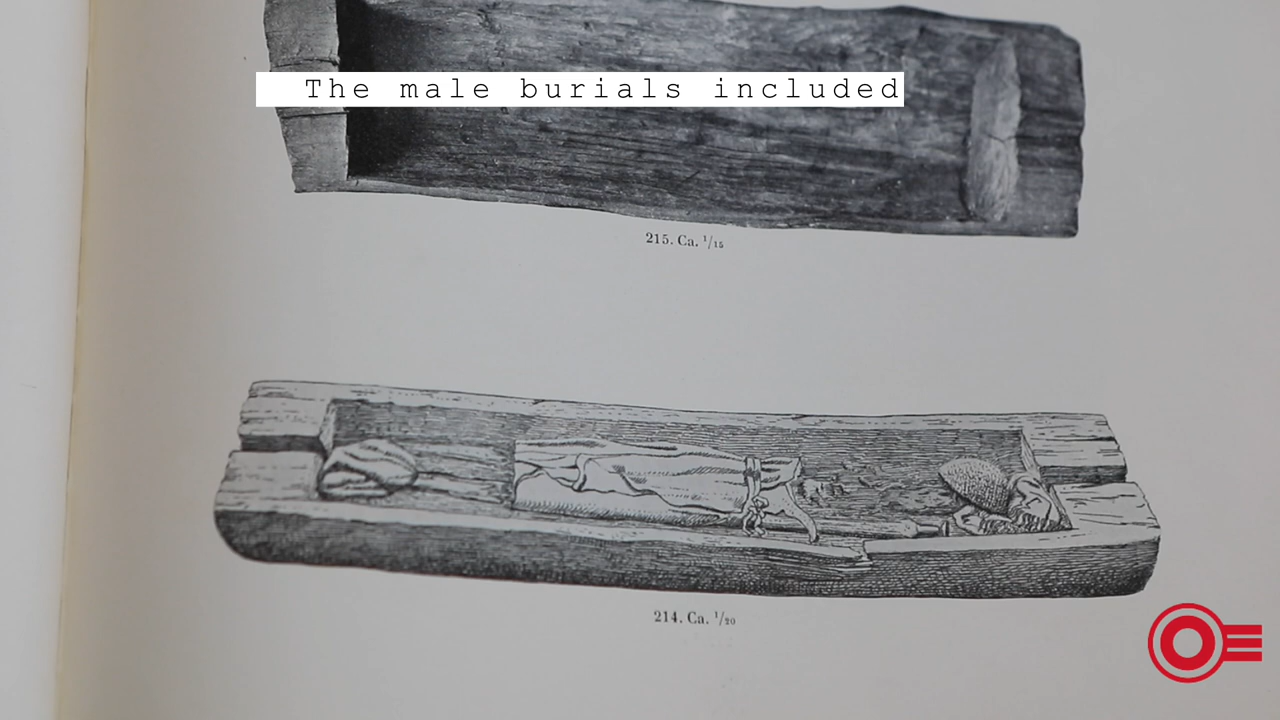 The male burials included
215. Ca. 1/15
214. Ca. 1/20